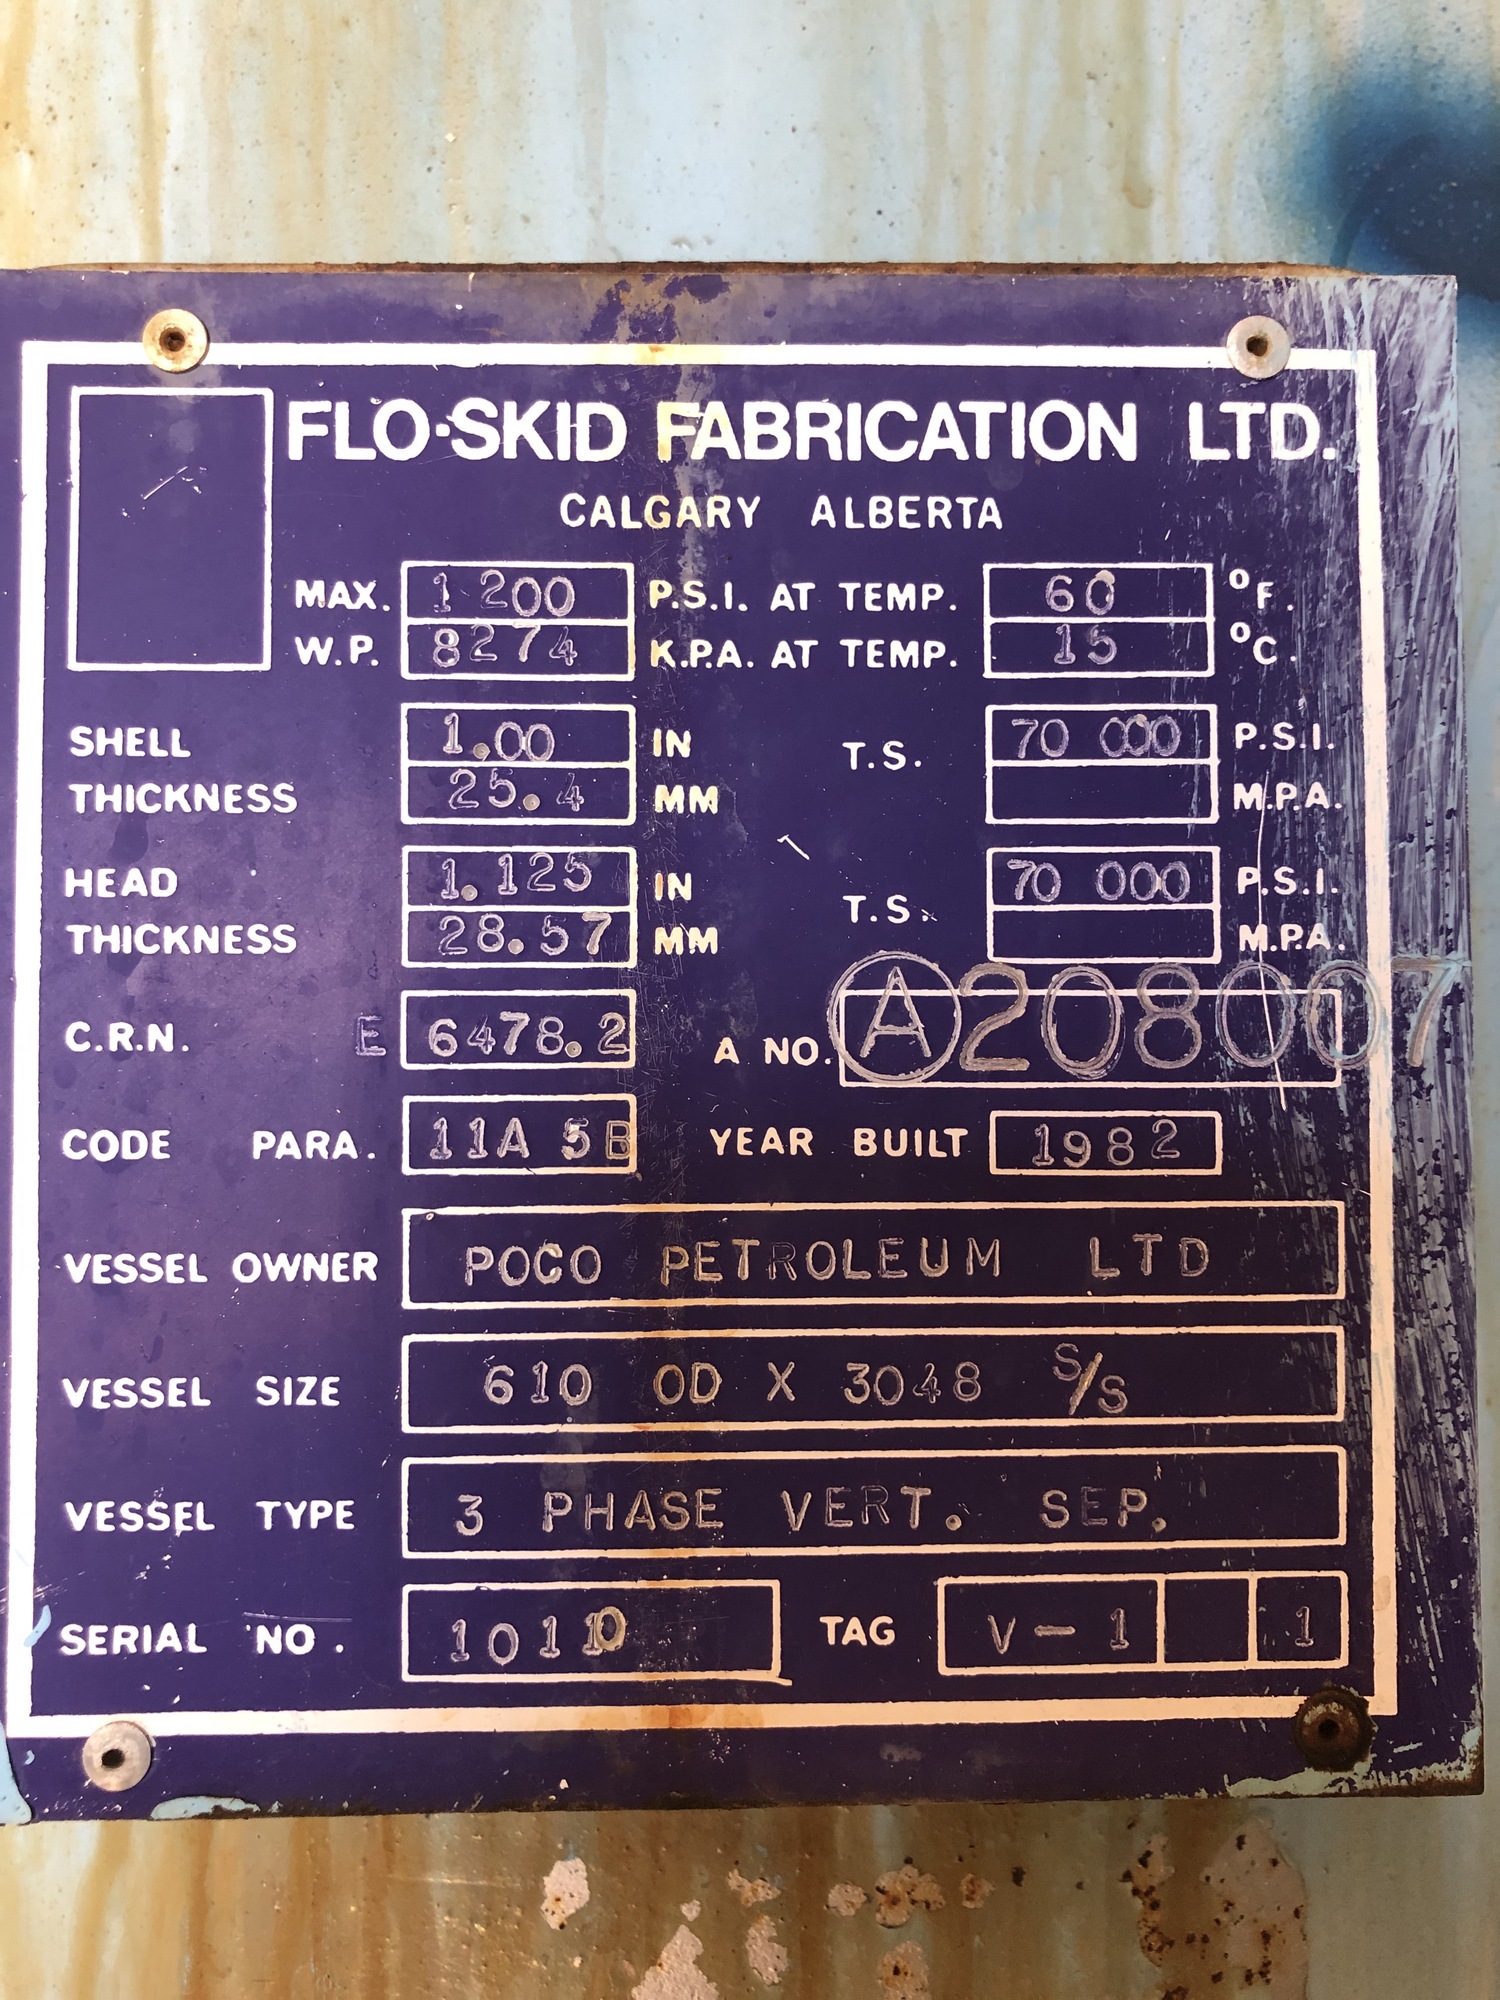 FLO·SKID FABRICATION LTD.
CALGARY ALBERTA
MAX. 1 200 P.S.I. AT TEMP. 60 °F.
W.P. 8274 K.P.A. AT TEMP. 15 °C.
SHELL 1.00 IN T.S. 70 000 P.S.I.
THICKNESS 25.4 MM M.P.A.
HEAD 1.125 IN T.S. 70 000 P.S.I.
THICKNESS 28.57 MM M.P.A.
C.R.N. E 6478.2 A NO. A208007
CODE PARA. 11A 5B YEAR BUILT 1982
VESSEL OWNER POCO PETROLEUM LTD
VESSEL SIZE 610 OD X 3048 S/S
VESSEL TYPE 3 PHASE VERT. SEP.
SERIAL NO. TAG V-1 1